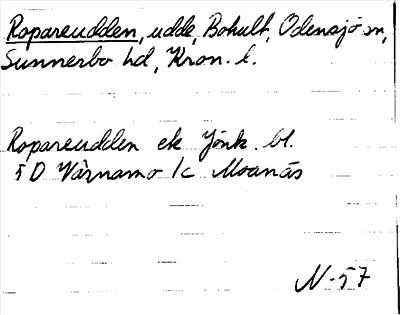 Ropareudden, udde, Bohult, Odensjö sn,
Sunnerbo hd, Kron. l.
Ropareudden ek Jönk. bl.
5 D Värnamo 1c Moanäs
N-57